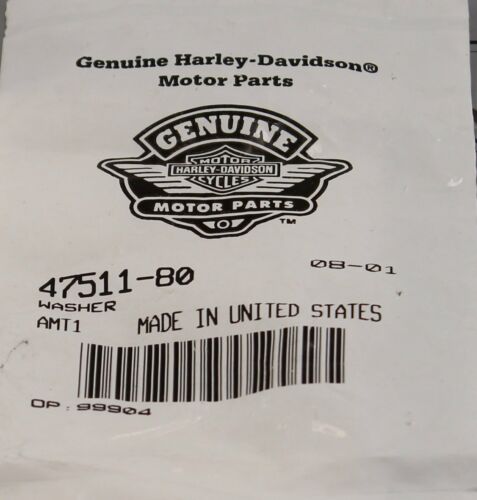 Genuine Harley-Davidson®
Motor Parts
GENUINE
MOTOR
HARLEY-DAVIDSON
CYCLES
MOTOR PARTS
TM
47511-80
08-01
WASHER
AMT1 MADE IN UNITED STATES
OP: 99904